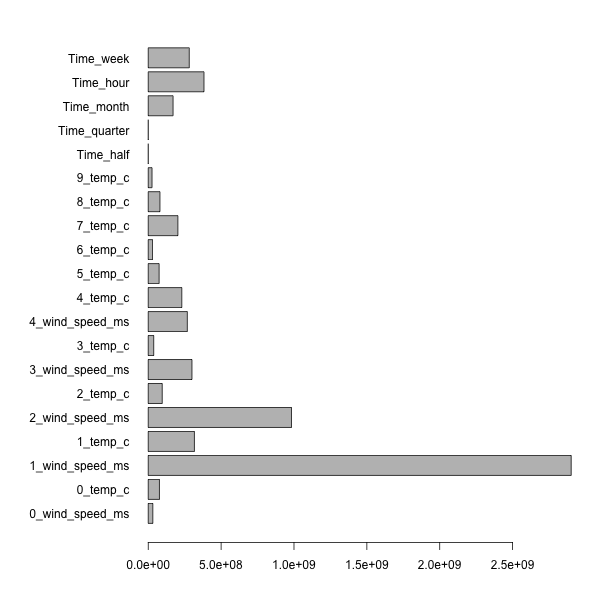 Time_week
Time_hour
Time_month
Time_quarter
Time_half
9_temp_c
8_temp_c
7_temp_c
6_temp_c
5_temp_c
4_temp_c
4_wind_speed_ms
3_temp_c
3_wind_speed_ms
2_temp_c
2_wind_speed_ms
1_temp_c
1_wind_speed_ms
0_temp_c
0_wind_speed_ms
0.0e+00 5.0e+08 1.0e+09 1.5e+09 2.0e+09 2.5e+09